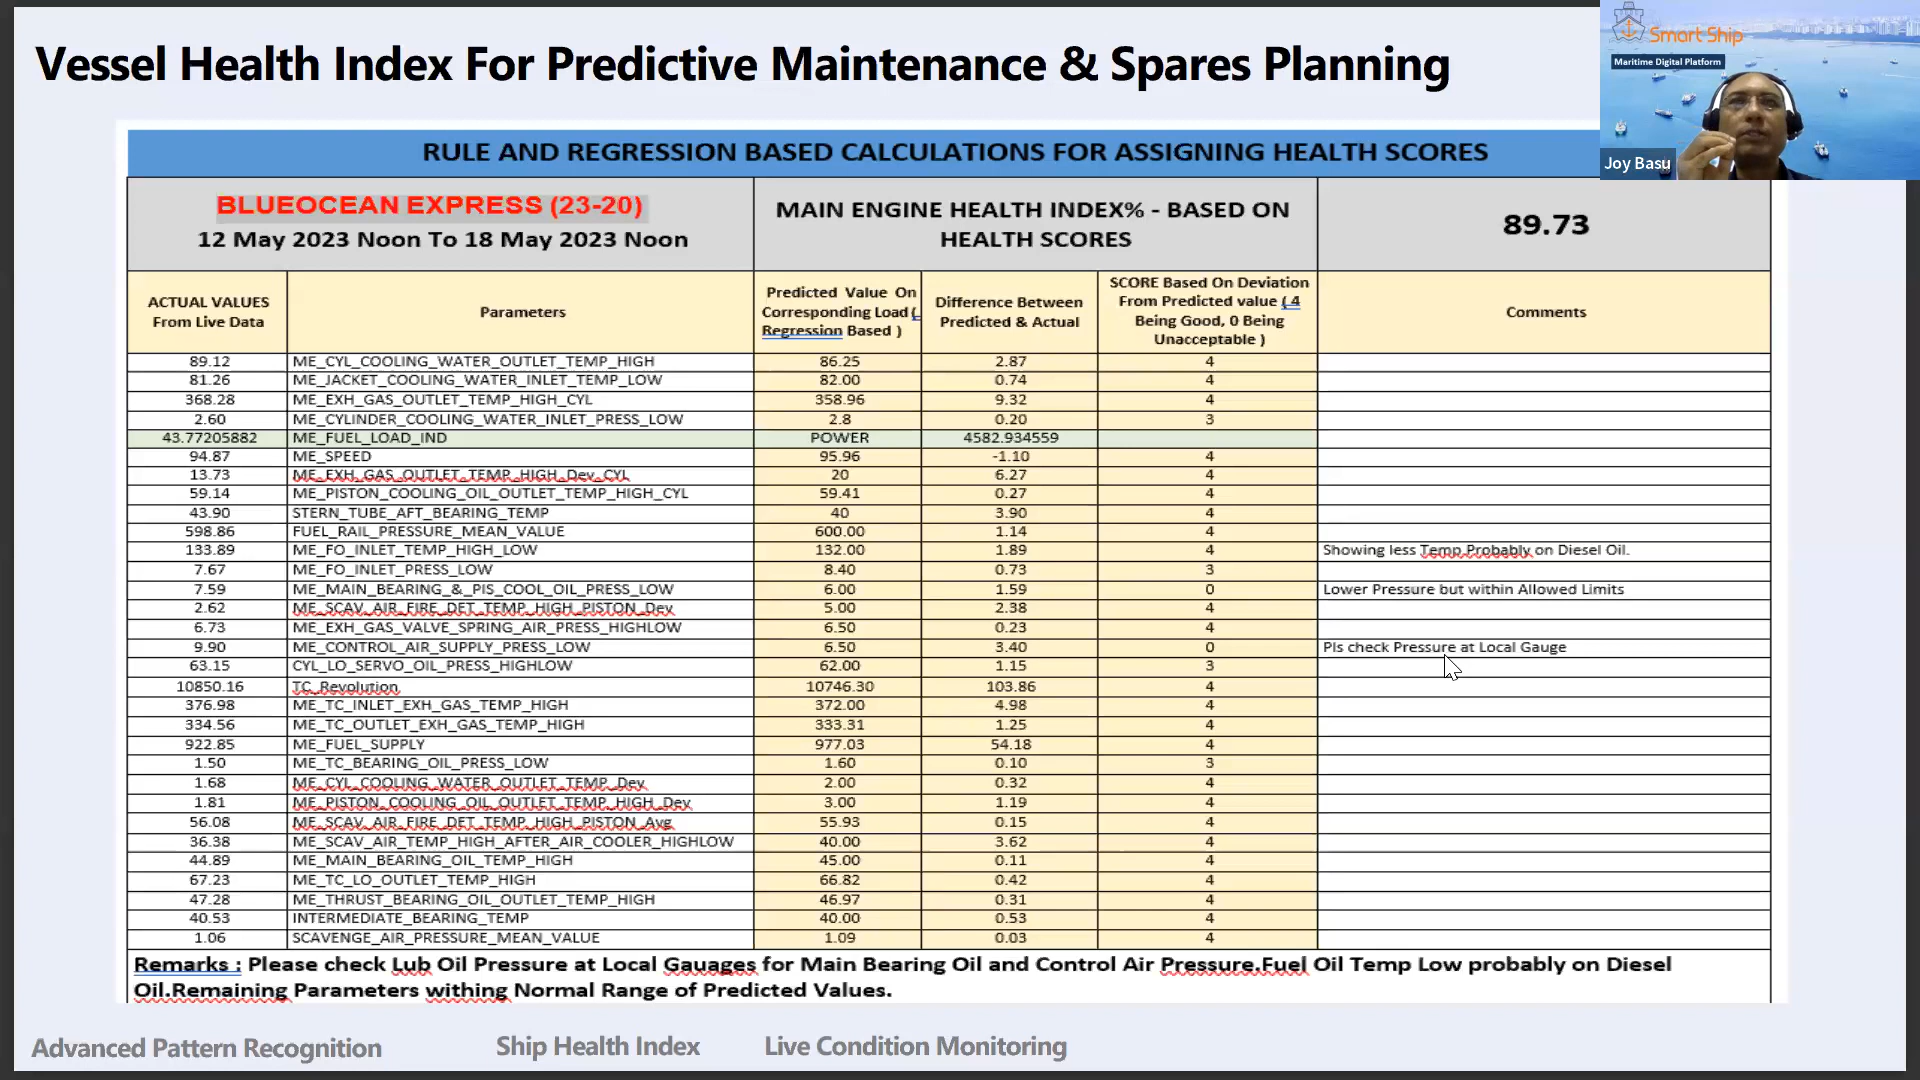 Vessel Health Index For Predictive Maintenance & Spares Planning
Smart Ship
Maritime Digital Platform
Joy Basu
RULE AND REGRESSION BASED CALCULATIONS FOR ASSIGNING HEALTH SCORES
BLUEOCEAN EXPRESS (23-20)
12 May 2023 Noon To 18 May 2023 Noon
MAIN ENGINE HEALTH INDEX% - BASED ON
HEALTH SCORES
89.73
ACTUAL VALUES
From Live Data
Parameters
Predicted Value On
Corresponding Load (
Regression Based )
Difference Between
Predicted & Actual
SCORE Based On Deviation
From Predicted value ( 4
Being Good, 0 Being
Unacceptable )
Comments
89.12 ME_CYL_COOLING_WATER_OUTLET_TEMP_HIGH 86.25 2.87 4
81.26 ME_JACKET_COOLING_WATER_INLET_TEMP_LOW 82.00 0.74 4
368.28 ME_EXH_GAS_OUTLET_TEMP_HIGH_CYL 358.96 9.32 4
2.60 ME_CYLINDER_COOLING_WATER_INLET_PRESS_LOW 2.8 0.20 3
43.77205882 ME_FUEL_LOAD_IND POWER 4582.934559
94.87 ME_SPEED 95.96 -1.10 4
13.73 ME_EXH_GAS_OUTLET_TEMP_HIGH_Dev_CYL 20 6.27 4
59.14 ME_PISTON_COOLING_OIL_OUTLET_TEMP_HIGH_CYL 59.41 0.27 4
43.90 STERN_TUBE_AFT_BEARING_TEMP 40 3.90 4
598.86 FUEL_RAIL_PRESSURE_MEAN_VALUE 600.00 1.14 4
133.89 ME_FO_INLET_TEMP_HIGH_LOW 132.00 1.89 4 Showing less Temp.Probably on Diesel Oil.
7.67 ME_FO_INLET_PRESS_LOW 8.40 0.73 3
7.59 ME_MAIN_BEARING_&_PIS_COOL_OIL_PRESS_LOW 6.00 1.59 0 Lower Pressure but within Allowed Limits
2.62 ME_SCAV_AIR_FIRE_DET_TEMP_HIGH_PISTON_Dev 5.00 2.38 4
6.73 ME_EXH_GAS_VALVE_SPRING_AIR_PRESS_HIGHLOW 6.50 0.23 4
9.90 ME_CONTROL_AIR_SUPPLY_PRESS_LOW 6.50 3.40 0 Pls check Pressure at Local Gauge
63.15 CYL_LO_SERVO_OIL_PRESS_HIGHLOW 62.00 1.15 3
10850.16 TC_Revolution 10746.30 103.86 4
376.98 ME_TC_INLET_EXH_GAS_TEMP_HIGH 372.00 4.98 4
334.56 ME_TC_OUTLET_EXH_GAS_TEMP_HIGH 333.31 1.25 4
922.85 ME_FUEL_SUPPLY 977.03 54.18 4
1.50 ME_TC_BEARING_OIL_PRESS_LOW 1.60 0.10 3
1.68 ME_CYL_COOLING_WATER_OUTLET_TEMP_Dev 2.00 0.32 4
1.81 ME_PISTON_COOLING_OIL_OUTLET_TEMP_HIGH_Dev 3.00 1.19 4
56.08 ME_SCAV_AIR_FIRE_DET_TEMP_HIGH_PISTON_Avg 55.93 0.15 4
36.38 ME_SCAV_AIR_TEMP_HIGH_AFTER_AIR_COOLER_HIGHLOW 40.00 3.62 4
44.89 ME_MAIN_BEARING_OIL_TEMP_HIGH 45.00 0.11 4
67.23 ME_TC_LO_OUTLET_TEMP_HIGH 66.82 0.42 4
47.28 ME_THRUST_BEARING_OIL_OUTLET_TEMP_HIGH 46.97 0.31 4
40.53 INTERMEDIATE_BEARING_TEMP 40.00 0.53 4
1.06 SCAVENGE_AIR_PRESSURE_MEAN_VALUE 1.09 0.03 4
Remarks : Please check Lub Oil Pressure at Local Gauages for Main Bearing Oil and Control Air Pressure.Fuel Oil Temp Low probably on Diesel
Oil.Remaining Parameters withing Normal Range of Predicted Values.
Advanced Pattern Recognition
Ship Health Index
Live Condition Monitoring